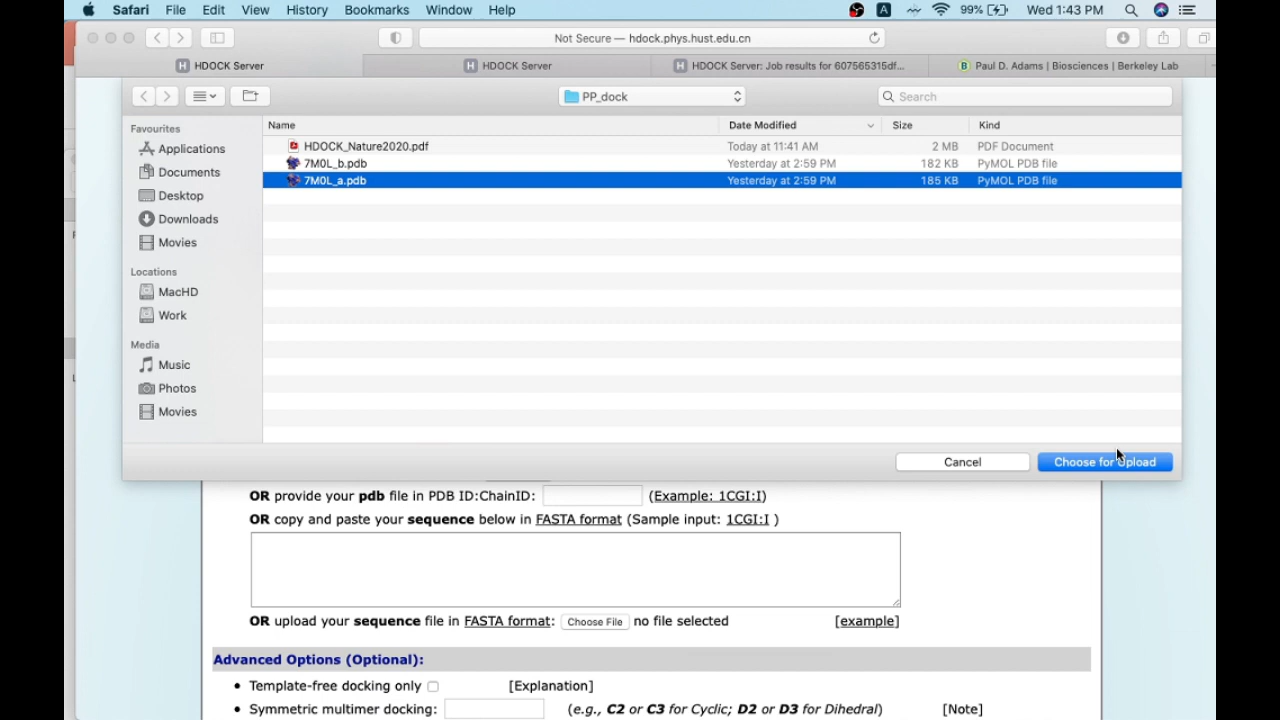 Safari File Edit View History Bookmarks Window Help A 99% Wed 1:43 PM
Not Secure — hdock.phys.hust.edu.cn
H HDOCK Server H HDOCK Server H HDOCK Server: Job results for 607565315df... B Paul D. Adams | Biosciences | Berkeley Lab
PP_dock Search
Favourites
Applications
Documents
Desktop
Downloads
Movies
Locations
MacHD
Work
Media
Music
Photos
Movies
Name Date Modified Size Kind
HDOCK_Nature2020.pdf Today at 11:41 AM 2 MB PDF Document
7M0L_b.pdb Yesterday at 2:59 PM 182 KB PyMOL PDB file
7M0L_a.pdb Yesterday at 2:59 PM 185 KB PyMOL PDB file
Cancel Choose for Upload
OR provide your pdb file in PDB ID:ChainID: (Example: 1CGI:I)
OR copy and paste your sequence below in FASTA format (Sample input: 1CGI:I )
OR upload your sequence file in FASTA format: Choose File no file selected [example]
Advanced Options (Optional):
• Template-free docking only [Explanation]
• Symmetric multimer docking: (e.g., C2 or C3 for Cyclic; D2 or D3 for Dihedral) [Note]